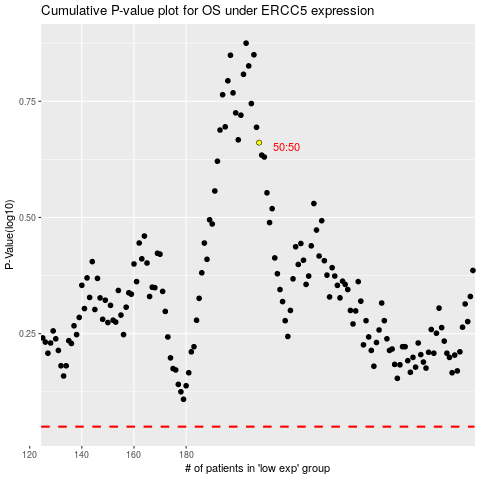 Cumulative P-value plot for OS under ERCC5 expression
P-Value(log10)
0.75
0.50
0.25
50:50
120 140 160 180
# of patients in 'low exp' group